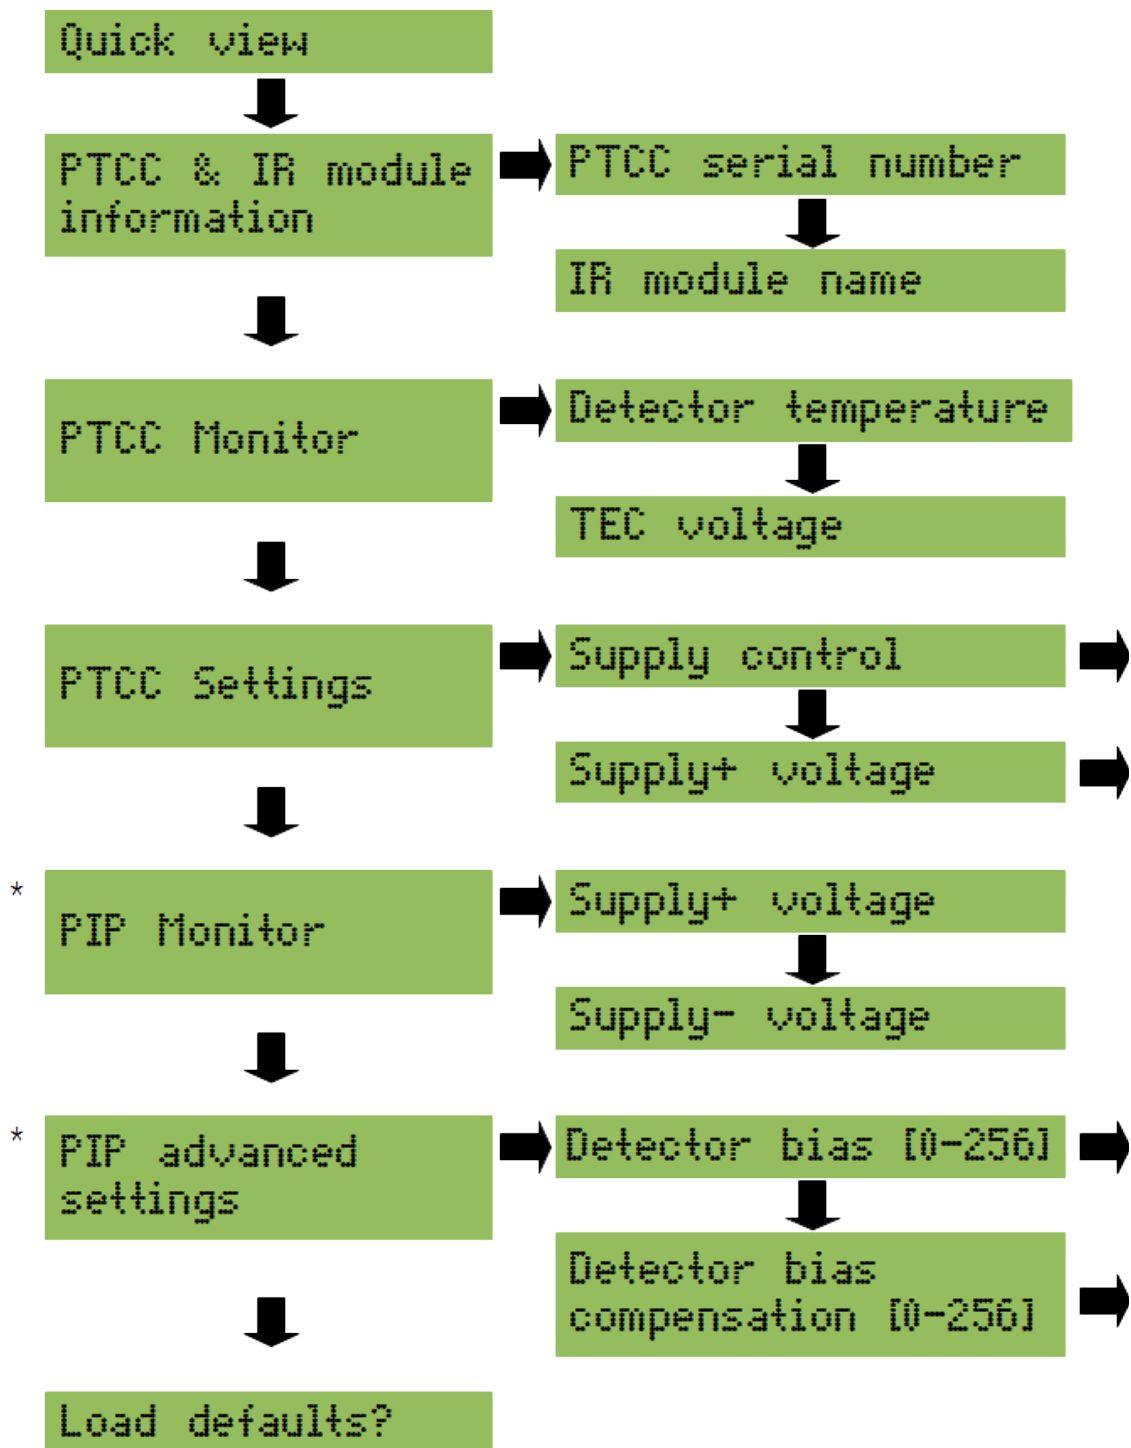 Quick view
PTCC & IR module
information
PTCC serial number
IR module name
PTCC Monitor
Detector temperature
TEC voltage
PTCC Settings
Supply control
Supply+ voltage
*
PIP Monitor
Supply+ voltage
Supply- voltage
*
PIP advanced
settings
Detector bias [0-256]
Detector bias
compensation [0-256]
*
Load defaults?